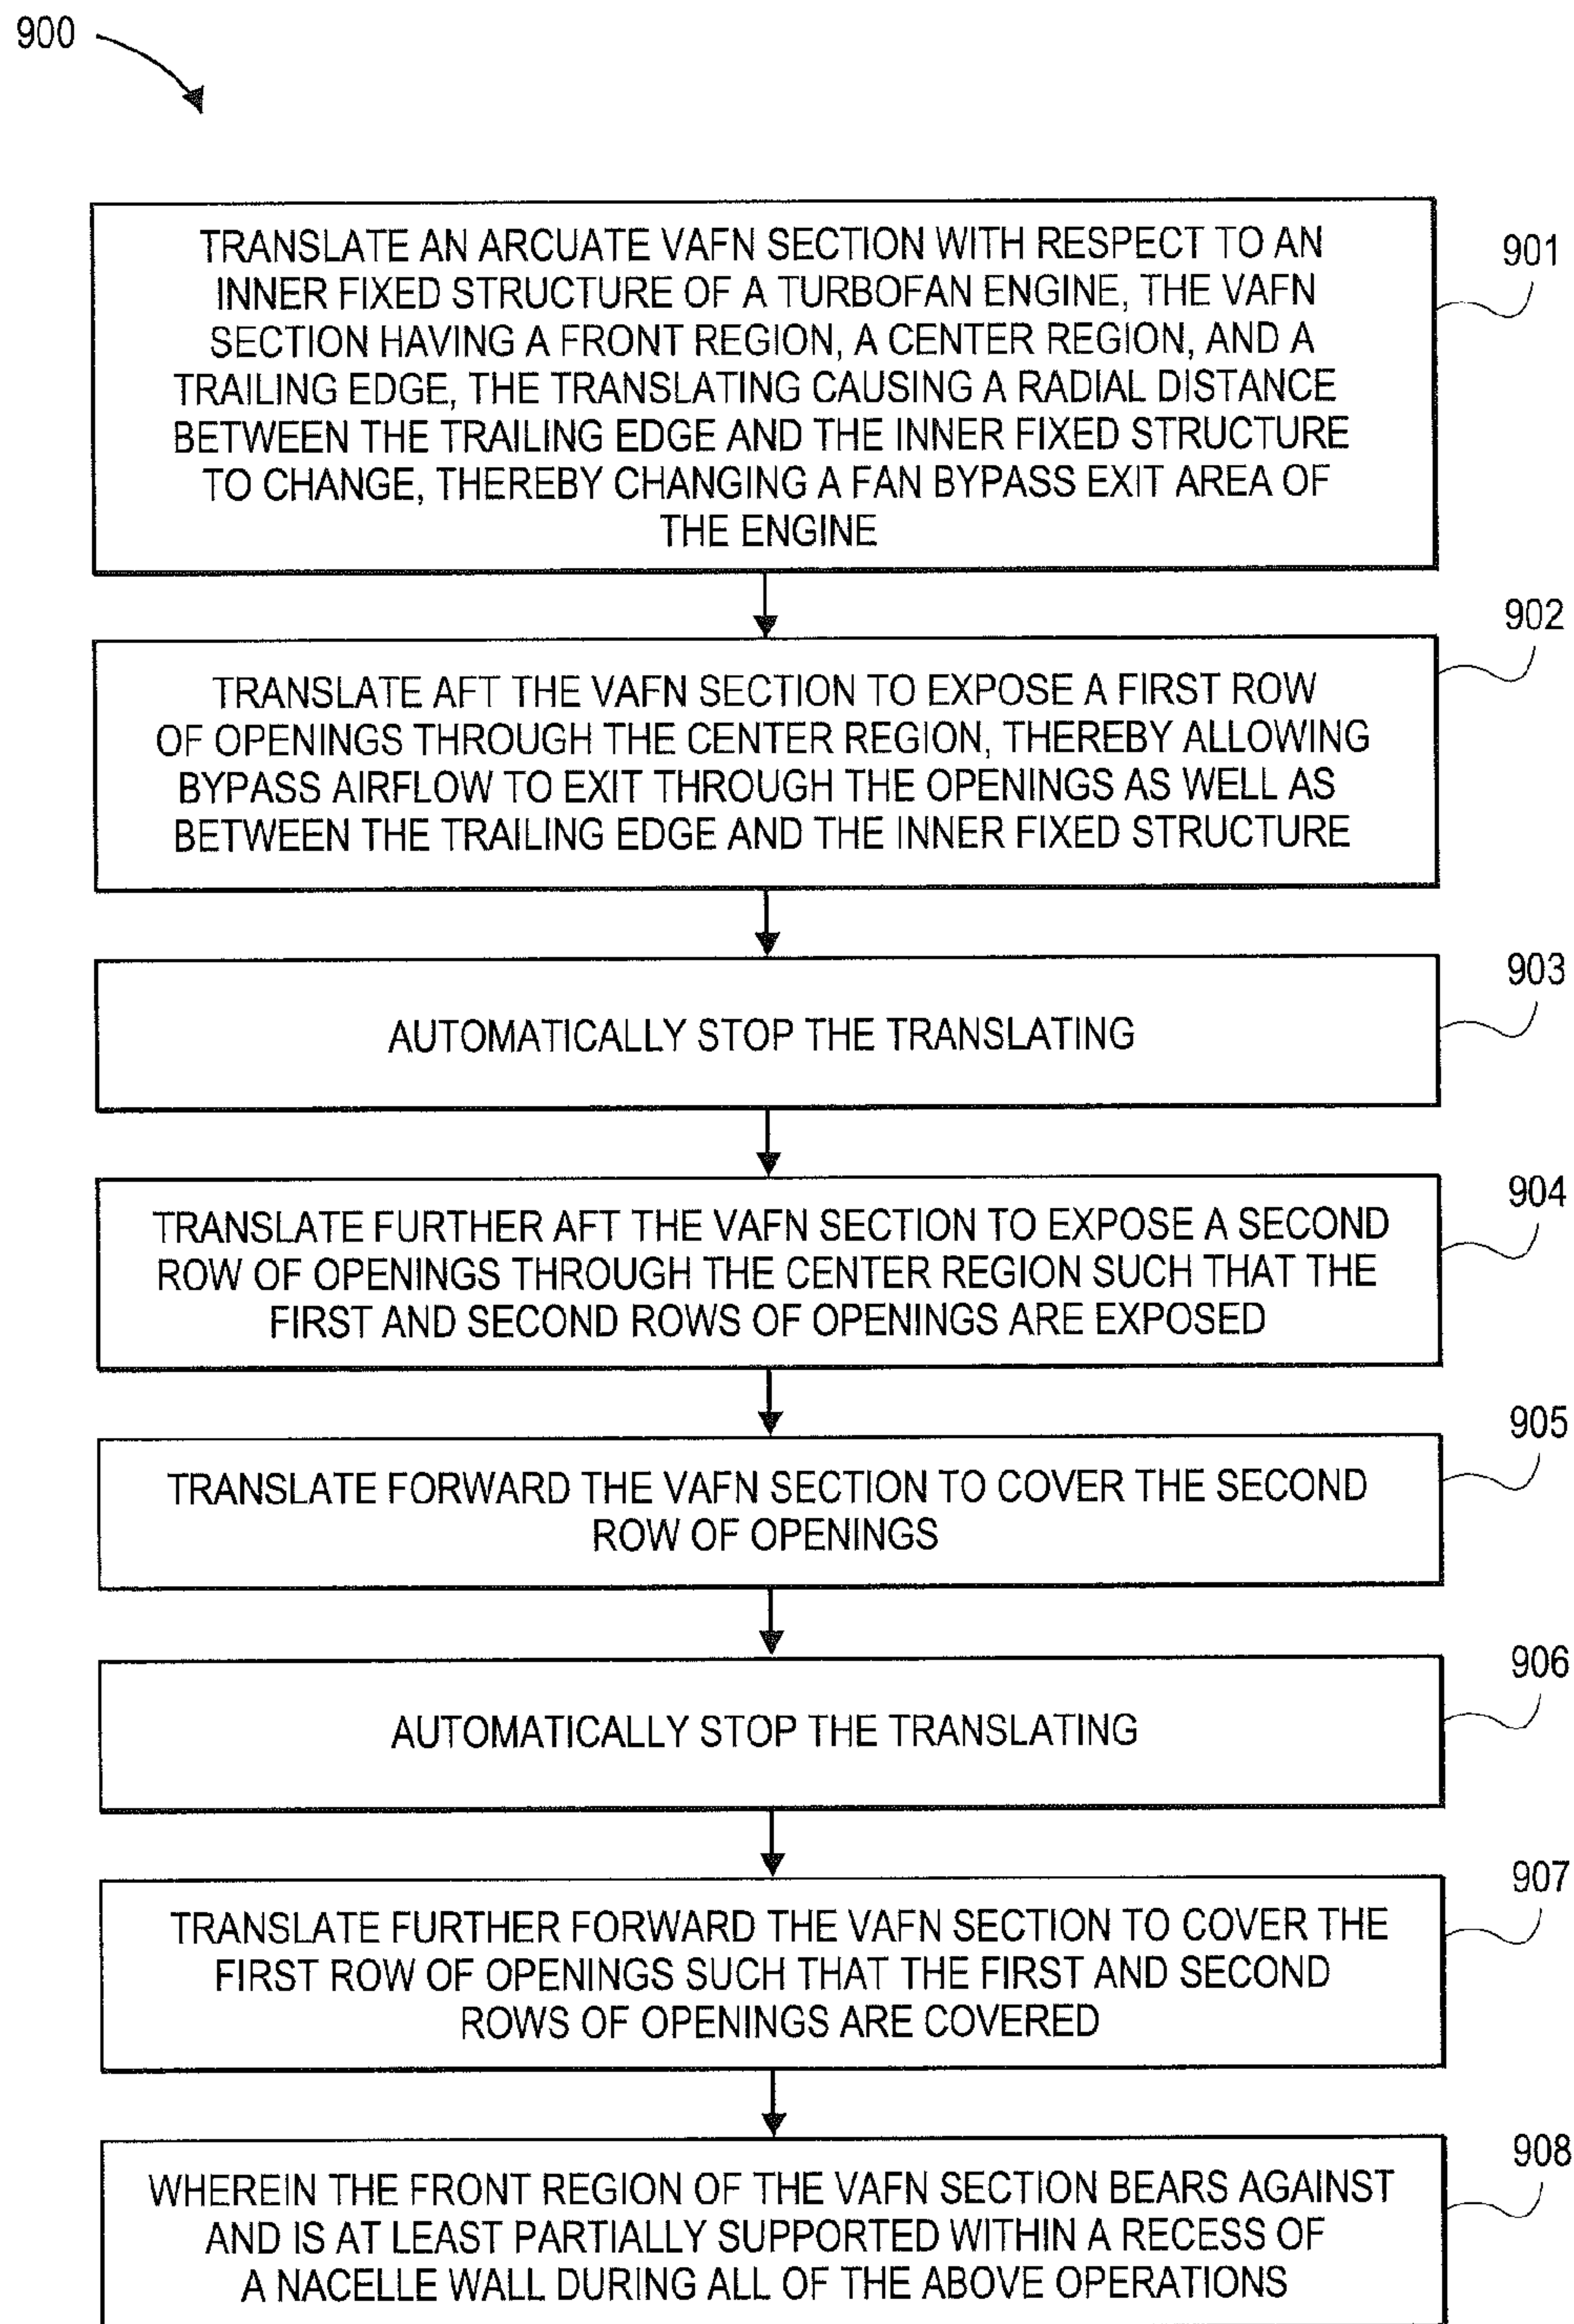 900
TRANSLATE AN ARCUATE VAFN SECTION WITH RESPECT TO AN
INNER FIXED STRUCTURE OF A TURBOFAN ENGINE, THE VAFN
SECTION HAVING A FRONT REGION, A CENTER REGION, AND A
TRAILING EDGE, THE TRANSLATING CAUSING A RADIAL DISTANCE
BETWEEN THE TRAILING EDGE AND THE INNER FIXED STRUCTURE
TO CHANGE, THEREBY CHANGING A FAN BYPASS EXIT AREA OF
THE ENGINE
901
TRANSLATE AFT THE VAFN SECTION TO EXPOSE A FIRST ROW
OF OPENINGS THROUGH THE CENTER REGION, THEREBY ALLOWING
BYPASS AIRFLOW TO EXIT THROUGH THE OPENINGS AS WELL AS
BETWEEN THE TRAILING EDGE AND THE INNER FIXED STRUCTURE
902
AUTOMATICALLY STOP THE TRANSLATING
903
TRANSLATE FURTHER AFT THE VAFN SECTION TO EXPOSE A SECOND
ROW OF OPENINGS THROUGH THE CENTER REGION SUCH THAT THE
FIRST AND SECOND ROWS OF OPENINGS ARE EXPOSED
904
TRANSLATE FORWARD THE VAFN SECTION TO COVER THE SECOND
ROW OF OPENINGS
905
AUTOMATICALLY STOP THE TRANSLATING
906
TRANSLATE FURTHER FORWARD THE VAFN SECTION TO COVER THE
FIRST ROW OF OPENINGS SUCH THAT THE FIRST AND SECOND
ROWS OF OPENINGS ARE COVERED
907
WHEREIN THE FRONT REGION OF THE VAFN SECTION BEARS AGAINST
AND IS AT LEAST PARTIALLY SUPPORTED WITHIN A RECESS OF
A NACELLE WALL DURING ALL OF THE ABOVE OPERATIONS
908